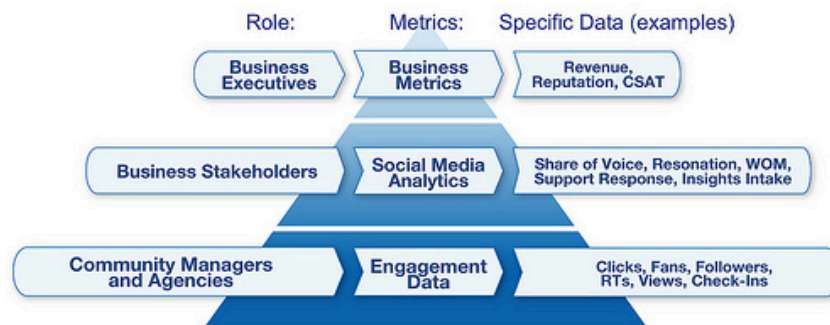 Role: Metrics: Specific Data (examples)
Business
Executives
Business
Metrics
Revenue,
Reputation, CSAT
Business Stakeholders
Social Media
Analytics
Share of Voice, Resonation, WOM,
Support Response, Insights Intake
Community Managers
and Agencies
Engagement
Data
Clicks, Fans, Followers,
RTs, Views, Check-Ins